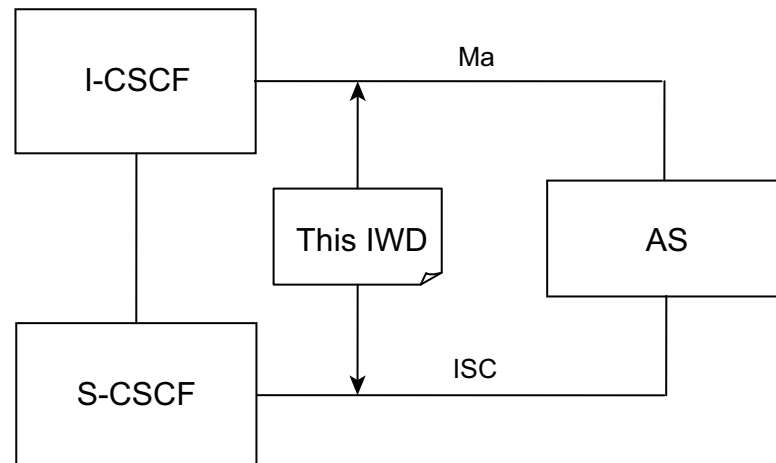 Ma
I-CSCF
This IWD
AS
ISC
S-CSCF